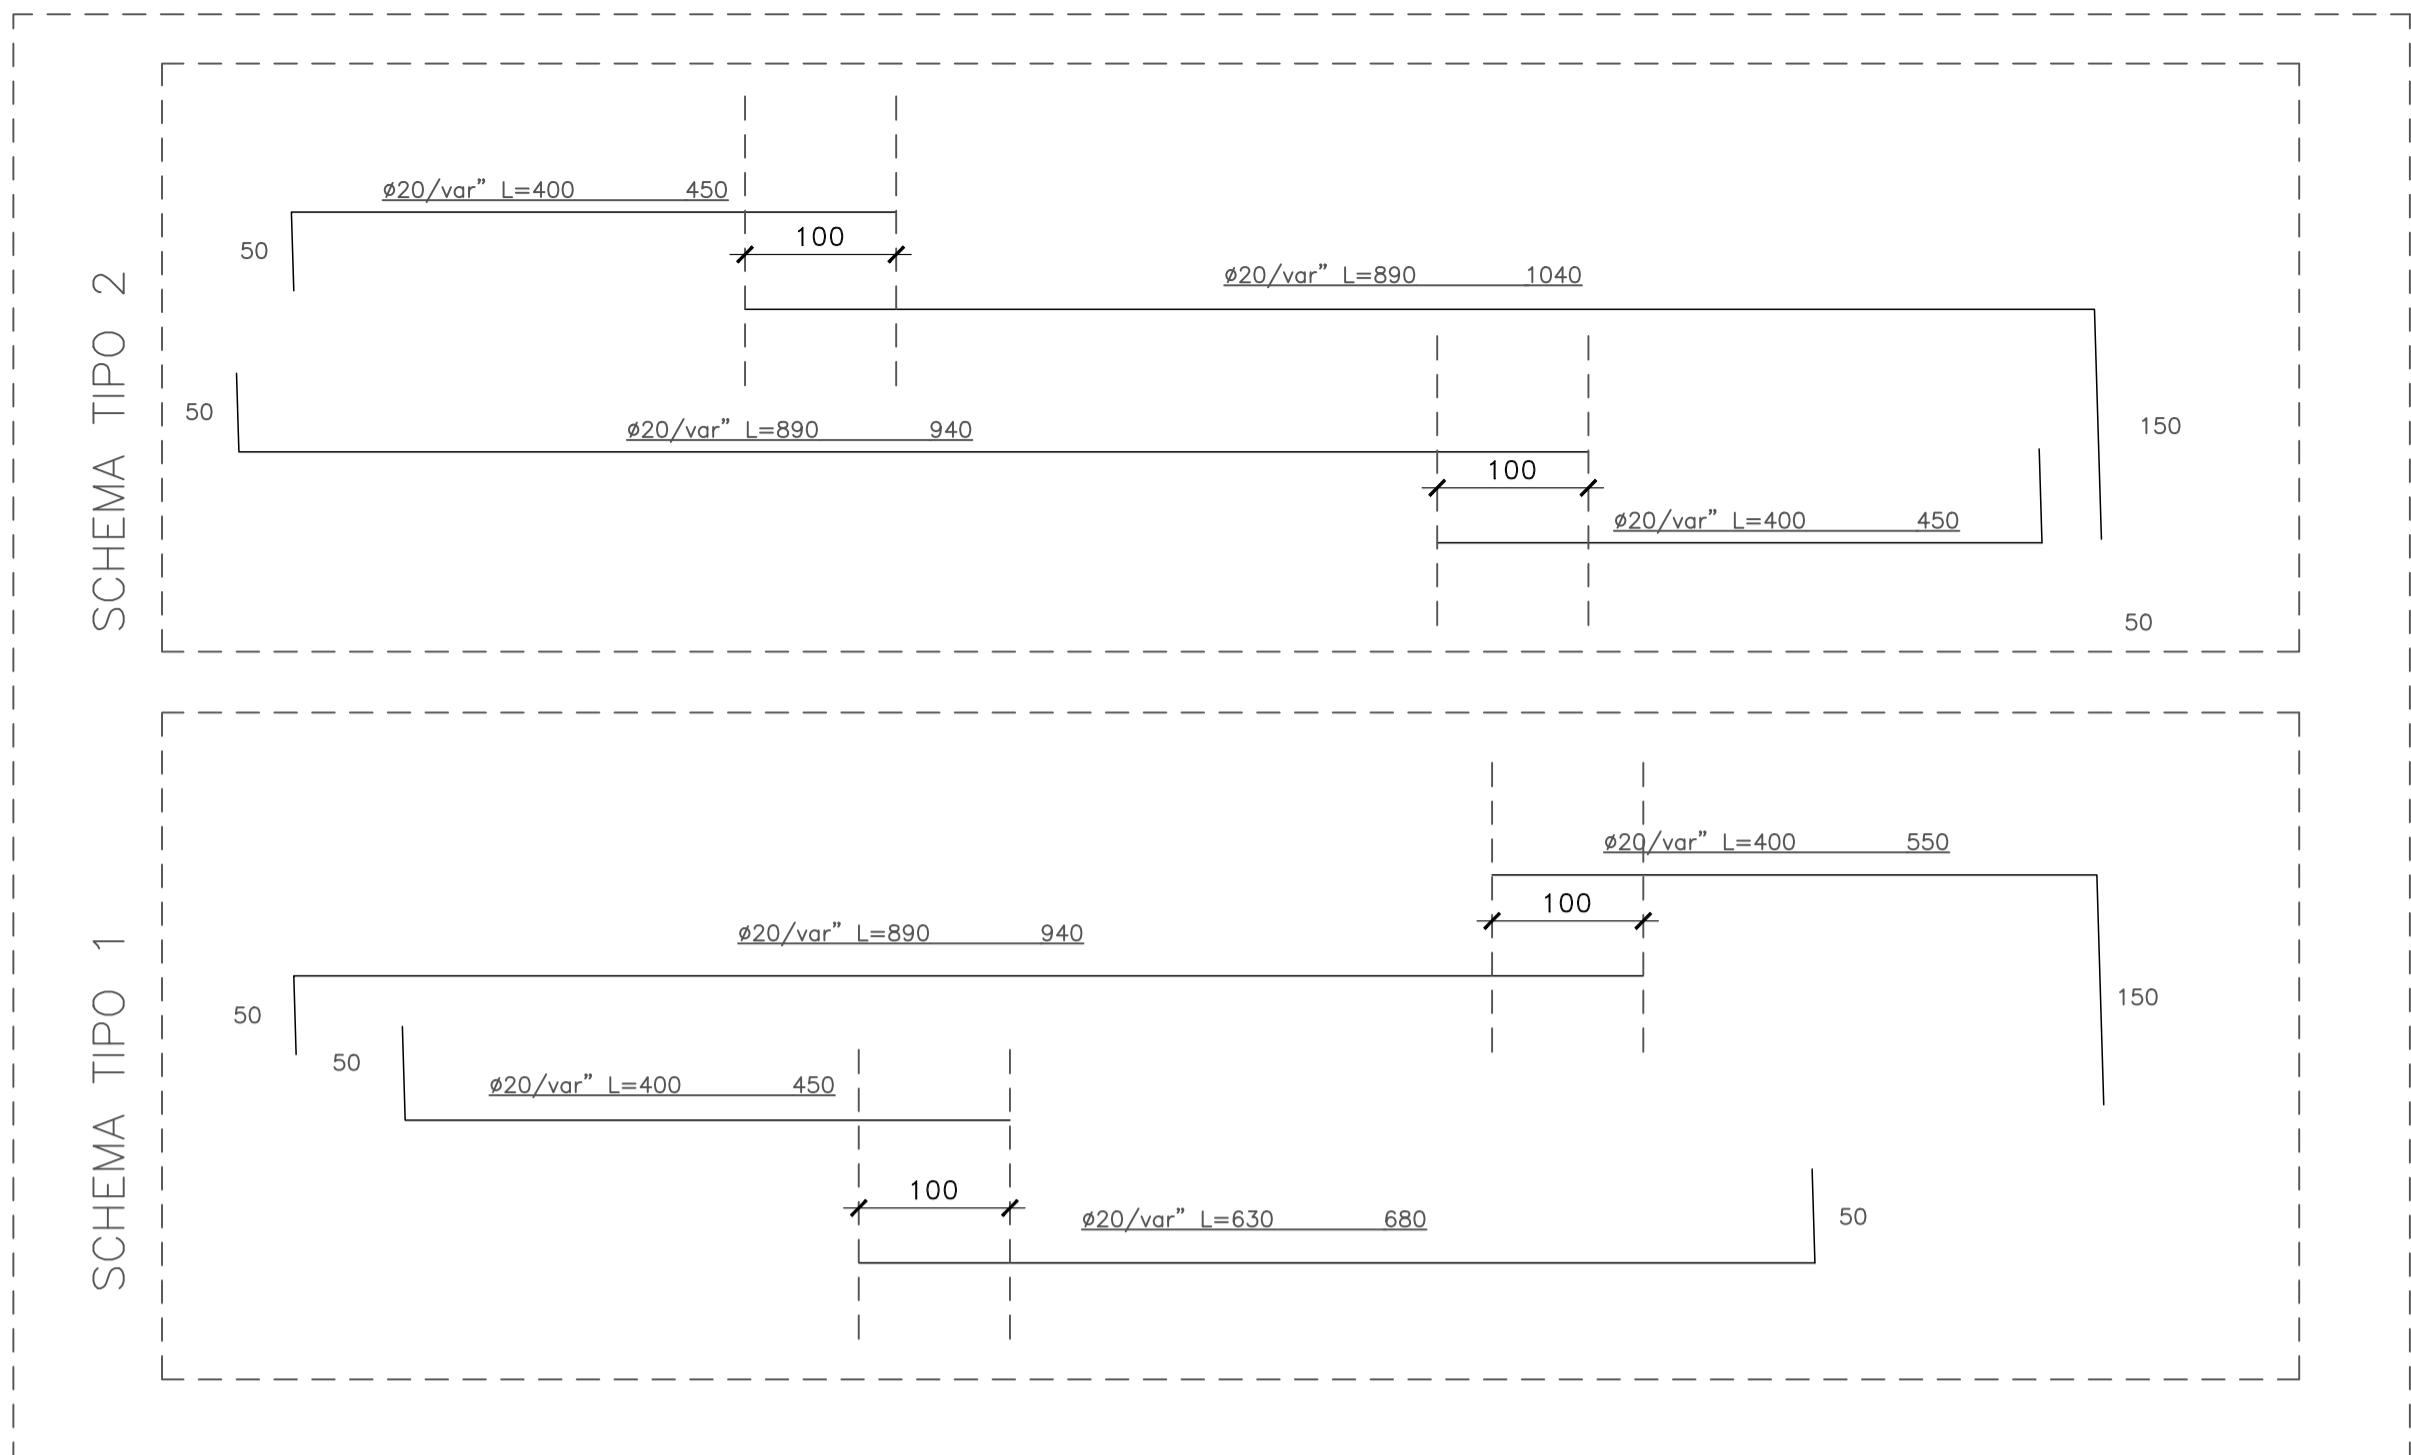 SCHEMA TIPO 2
ø20/var” L=400 450
50
100
ø20/var” L=890 1040
50
ø20/var” L=890 940
150
100
ø20/var” L=400 450
50
SCHEMA TIPO 1
ø20/var” L=400 550
100
ø20/var” L=890 940
50
150
50
ø20/var” L=400 450
100
ø20/var” L=630 680
50